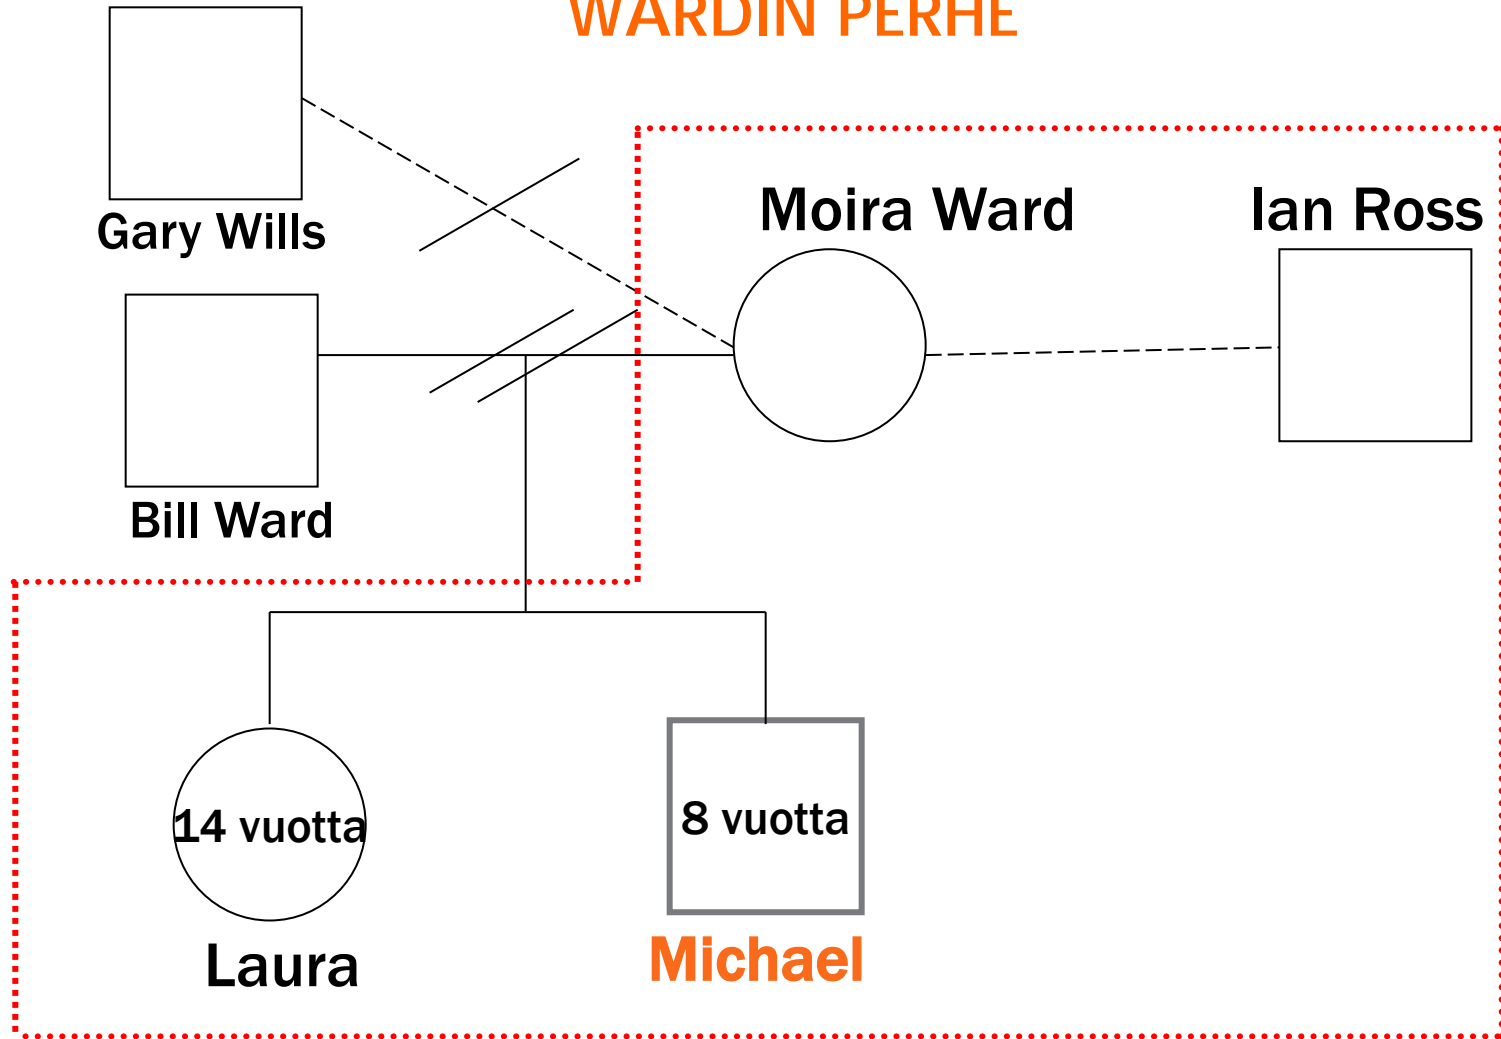 WARDIN PERHE
Moira Ward
Ian Ross
Gary Wills
Bill Ward
14 vuotta
8 vuotta
Laura
Michael